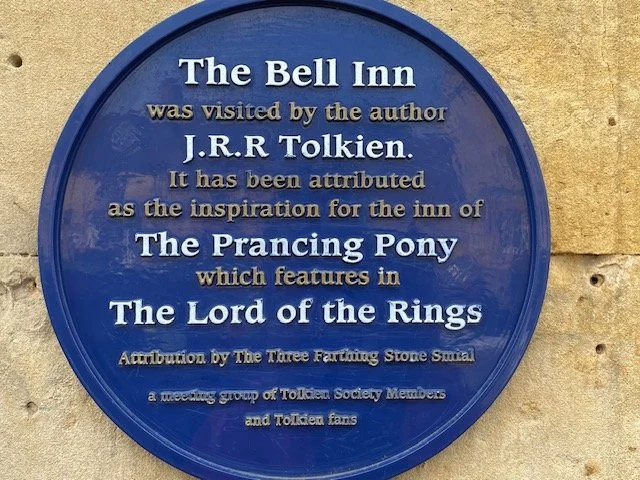 The Bell Inn
was visited by the author
J.R.R Tolkien.
It has been attributed
as the inspiration for the inn of
The Prancing Pony
which features in
The Lord of the Rings
Attribution by The Three Farthing Stone Smial
a meeting group of Tolkien Society Members
and Tolkien fans